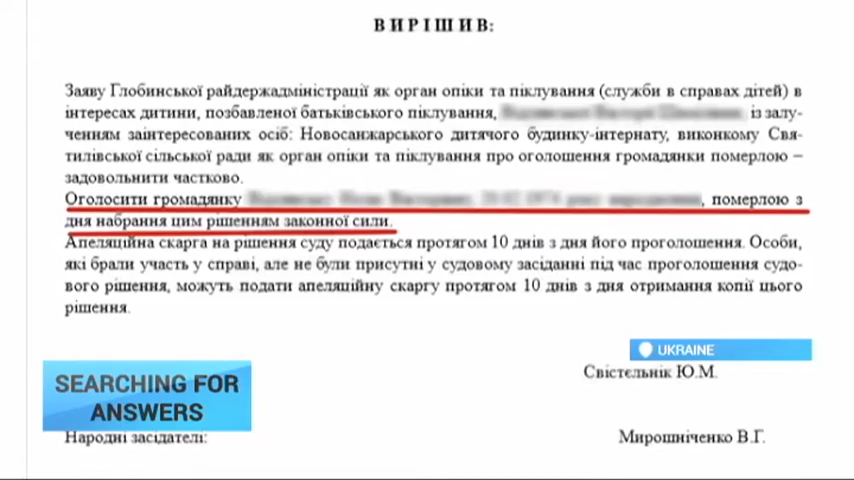 ВИРІШИВ:
Заяву Глобинської райдержадміністрації як орган опіки та піклування (служби в справах дітей) в
інтересах дитини, позбавленої батьківського піклування, із залу-
ченням заінтересованих осіб: Новосанжарського дитячого будинку-інтернату, виконкому Свя-
тилівської сільської ради як орган опіки та піклування про оголошення громадянки померлою –
задовольнити частково.
Оголосити громадянку , померлою з
дня набрання цим рішенням законної сили.
Апеляційна скарга на рішення суду подається протягом 10 днів з дня його проголошення. Особи,
які брали участь у справі, але не були присутні у судовому засіданні під час проголошення судо-
вого рішення, можуть подати апеляційну скаргу протягом 10 днів з дня отримання копії цього
рішення.
UKRAINE
Свістєльнік Ю.М.
SEARCHING FOR
ANSWERS
Народні засідателі:
Мирошніченко В.Г.